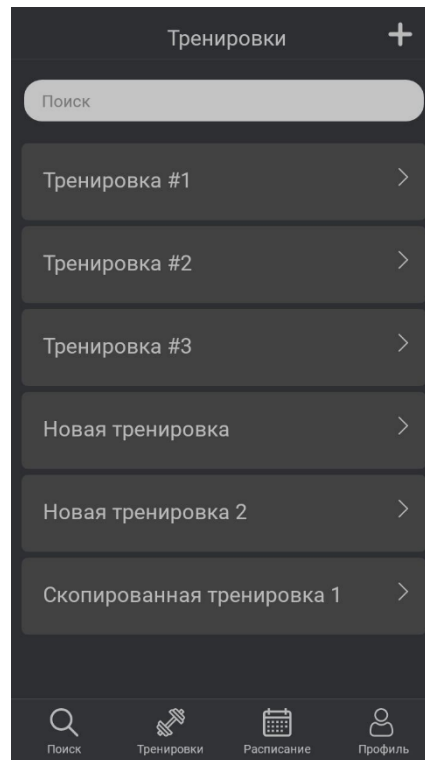 Тренировки
Поиск
Тренировка #1
Тренировка #2
Тренировка #3
Новая тренировка
Новая тренировка 2
Скопированная тренировка 1
Поиск Тренировки Расписание Профиль